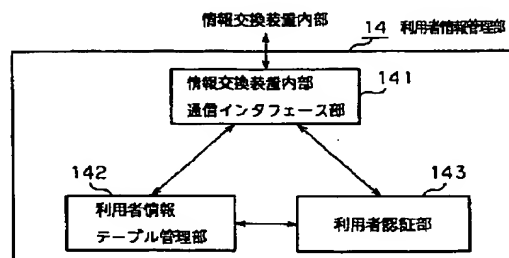 情報交換装置内部
14 利用者情報管理部
情報交換装置内部
通信インタフェース部
141
142
143
利用者情報
テーブル管理部
利用者認証部